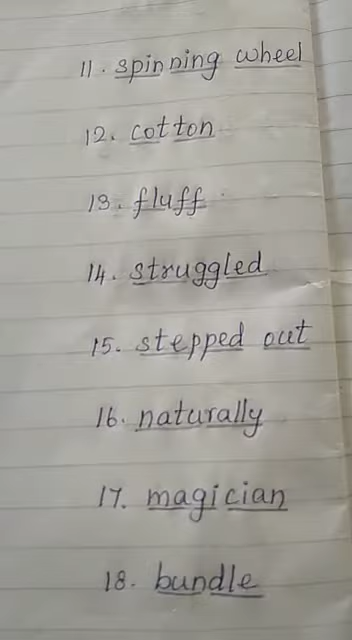 11. spinning wheel
12. cotton
13. fluff
14. struggled
15. stepped out
16. naturally
17. magician
18. bundle